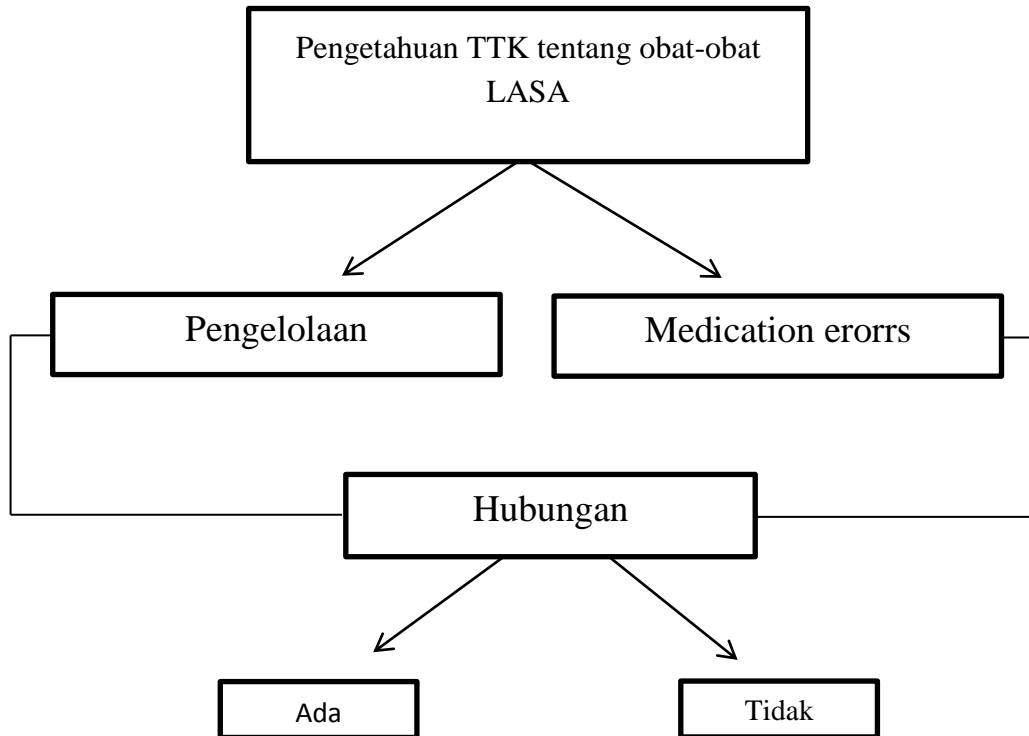 Pengetahuan TTK tentang obat-obat
LASA
Pengelolaan
Medication erorrs
Hubungan
Ada
Tidak